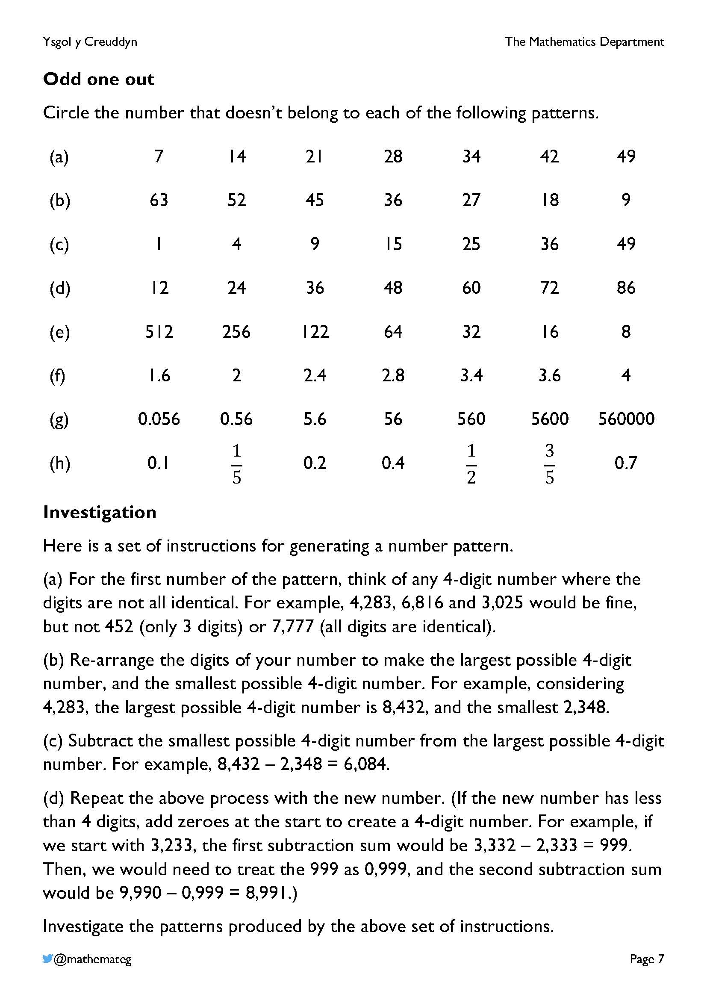 Ysgol y Creuddyn The Mathematics Department
Odd one out
Circle the number that doesn’t belong to each of the following patterns.
(a) 7 14 21 28 34 42 49
(b) 63 52 45 36 27 18 9
(c) 1 4 9 15 25 36 49
(d) 12 24 36 48 60 72 86
(e) 512 256 122 64 32 16 8
(f) 1.6 2 2.4 2.8 3.4 3.6 4
(g) 0.056 0.56 5.6 56 560 5600 560000
(h) 0.1 1/5 0.2 0.4 1/2 3/5 0.7
Investigation
Here is a set of instructions for generating a number pattern.
(a) For the first number of the pattern, think of any 4-digit number where the
digits are not all identical. For example, 4,283, 6,816 and 3,025 would be fine,
but not 452 (only 3 digits) or 7,777 (all digits are identical).
(b) Re-arrange the digits of your number to make the largest possible 4-digit
number, and the smallest possible 4-digit number. For example, considering
4,283, the largest possible 4-digit number is 8,432, and the smallest 2,348.
(c) Subtract the smallest possible 4-digit number from the largest possible 4-digit
number. For example, 8,432 – 2,348 = 6,084.
(d) Repeat the above process with the new number. (If the new number has less
than 4 digits, add zeroes at the start to create a 4-digit number. For example, if
we start with 3,233, the first subtraction sum would be 3,332 – 2,333 = 999.
Then, we would need to treat the 999 as 0,999, and the second subtraction sum
would be 9,990 – 0,999 = 8,991.)
Investigate the patterns produced by the above set of instructions.
@mathemateg Page 7